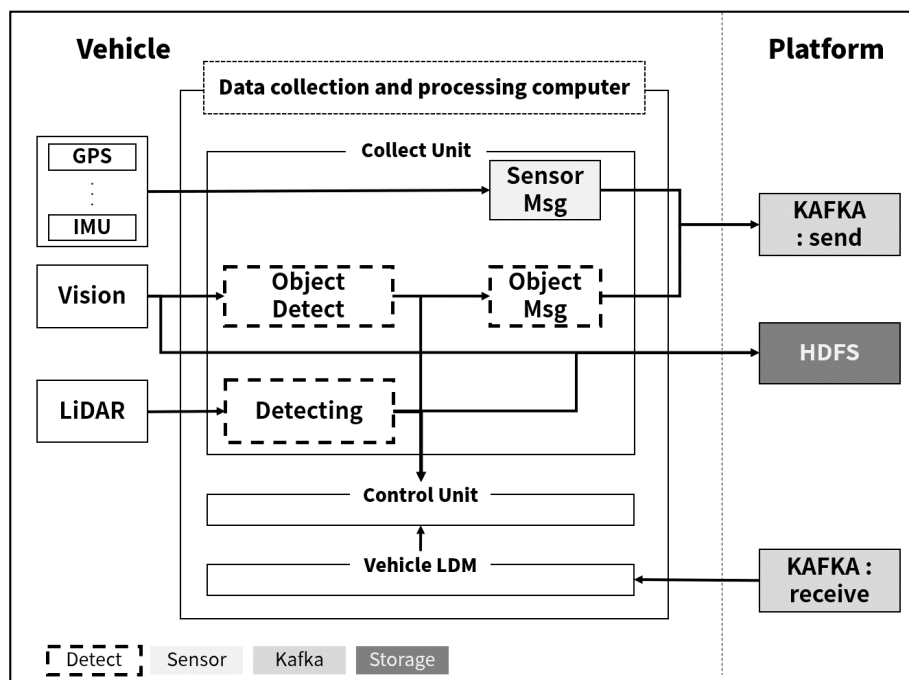 Vehicle
Platform
Data collection and processing computer
Collect Unit
GPS
.
.
.
IMU
Sensor
Msg
KAFKA
: send
Vision
Object
Detect
Object
Msg
HDFS
LiDAR
Detecting
Control Unit
Vehicle LDM
KAFKA :
receive
Detect
Sensor
Kafka
Storage